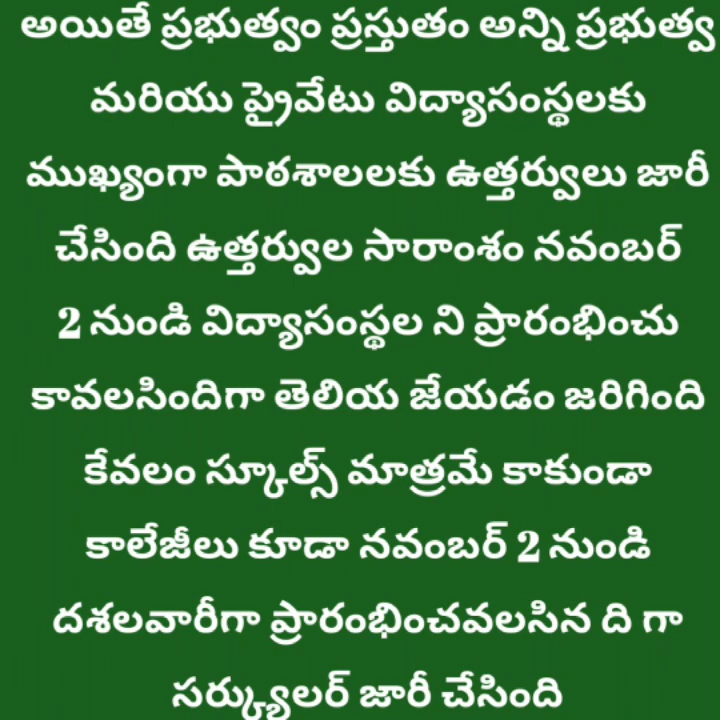 అయితే ప్రభుత్వం ప్రస్తుతం అన్ని ప్రభుత్వ
మరియు ప్రైవేటు విద్యాసంస్థలకు
ముఖ్యంగా పాఠశాలలకు ఉత్తర్వులు జారీ
చేసింది ఉత్తర్వుల సారాంశం నవంబర్
2 నుండి విద్యాసంస్థల ని ప్రారంభించు
కావలసిందిగా తెలియ జేయడం జరిగింది
కేవలం స్కూల్స్ మాత్రమే కాకుండా
కాలేజీలు కూడా నవంబర్ 2 నుండి
దశలవారీగా ప్రారంభించవలసిన ది గా
సర్క్యులర్ జారీ చేసింది